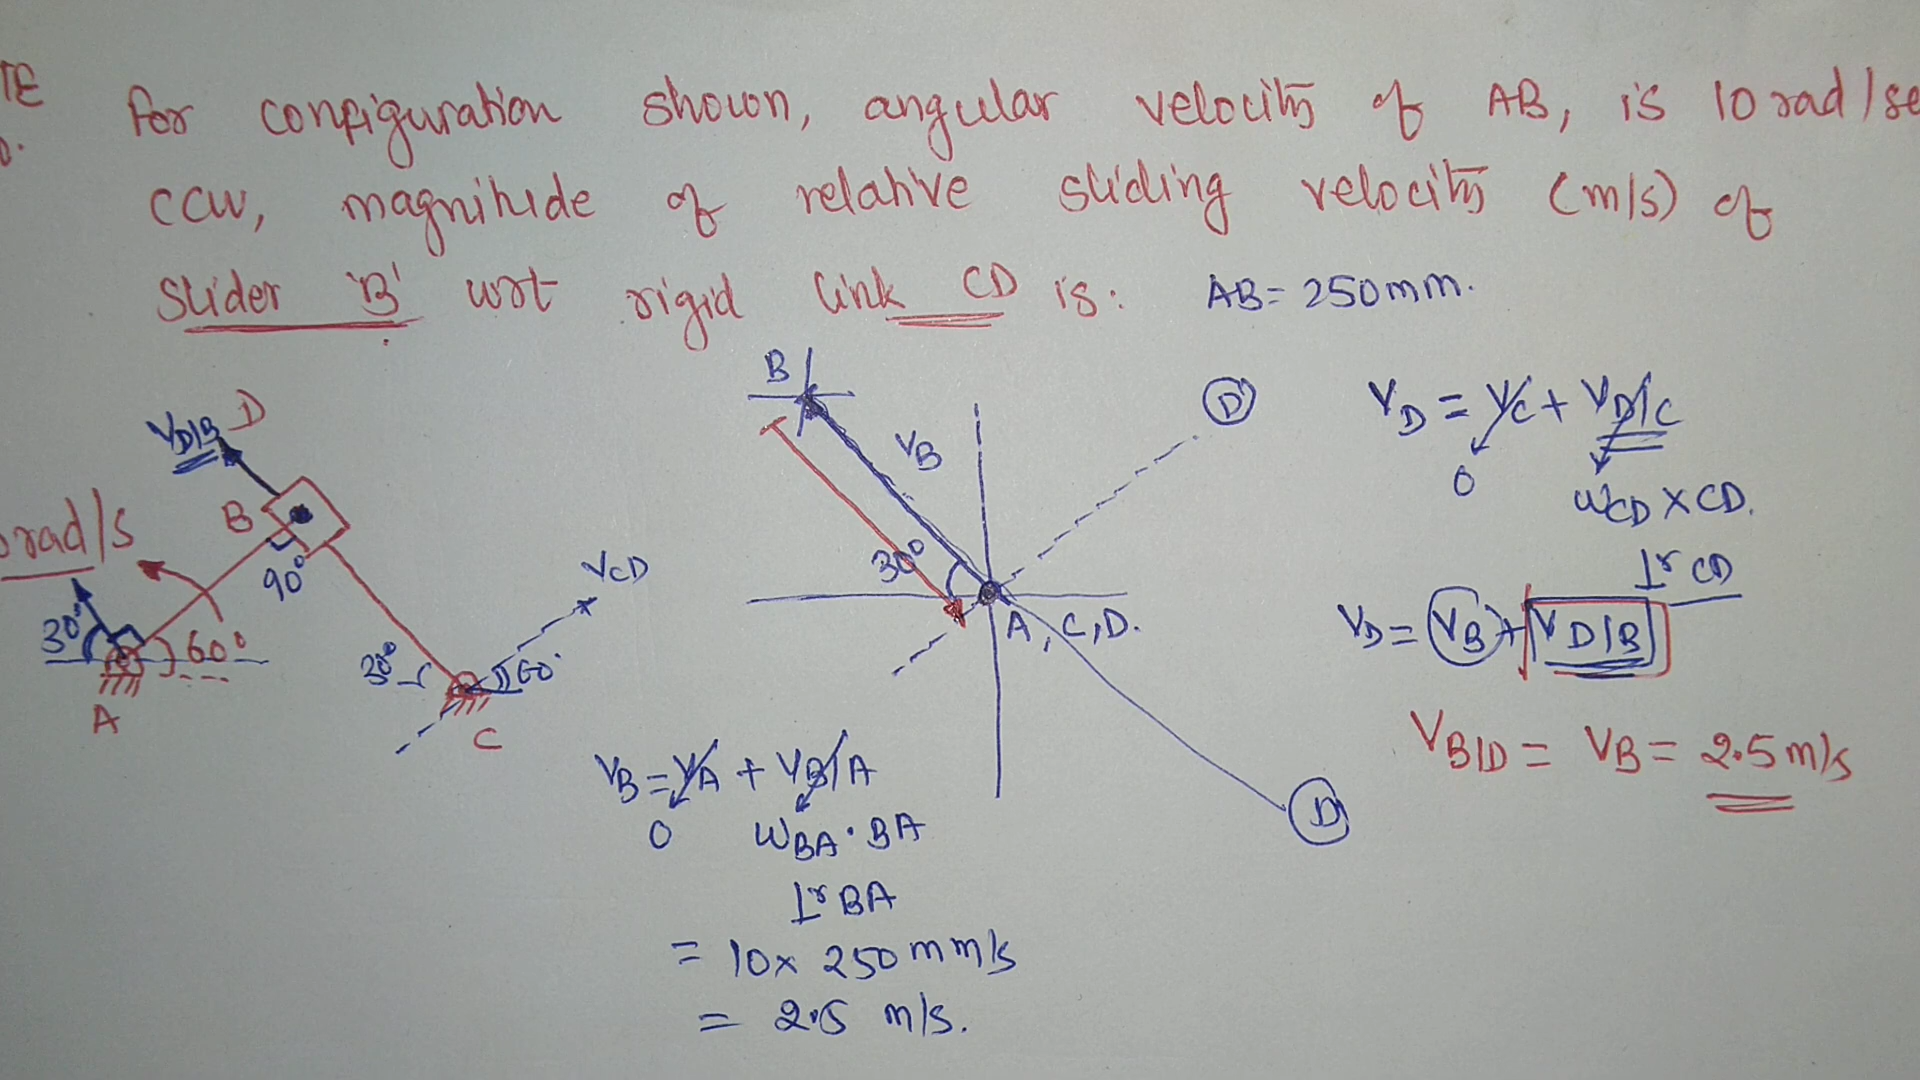 For configuration shown, angular velocity of AB, is 10 rad/se
CCW, magnitude of relative sliding velocity (m/s) of
slider 'B' wrt rigid link CD is: AB= 250mm.
VD/B D
B
90°
rad/s
30°
60°
A
30°
60°
C
VCD
B
VB
30°
A, C, D.
D
D
VB = VA + VB/A
0 ωBA · BA
⊥r BA
= 10 x 250 mm/s
= 2.5 m/s.
VD = VC + VD/C
0
ωCD X CD.
⊥r CD
VD = VB + VD/B
VB/D = VB = 2.5 m/s